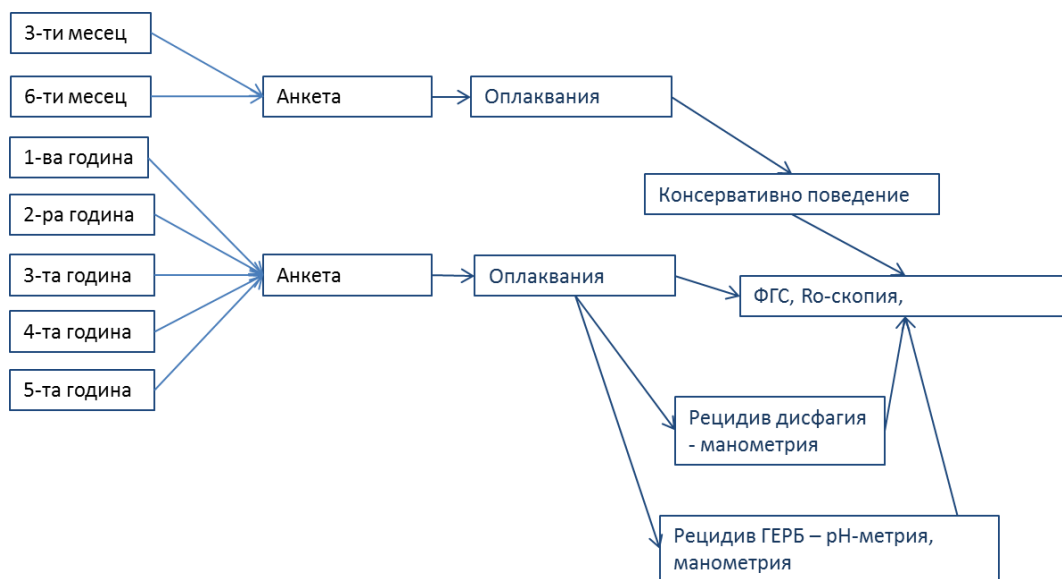 3-ти месец
6-ти месец
Анкета
Оплаквания
1-ва година
Консервативно поведение
2-ра година
3-та година
Анкета
Оплаквания
ФГС, Ro-скопия,
4-та година
5-та година
Рецидив дисфагия
- манометрия
Рецидив ГЕРБ – pH-метрия,
манометрия